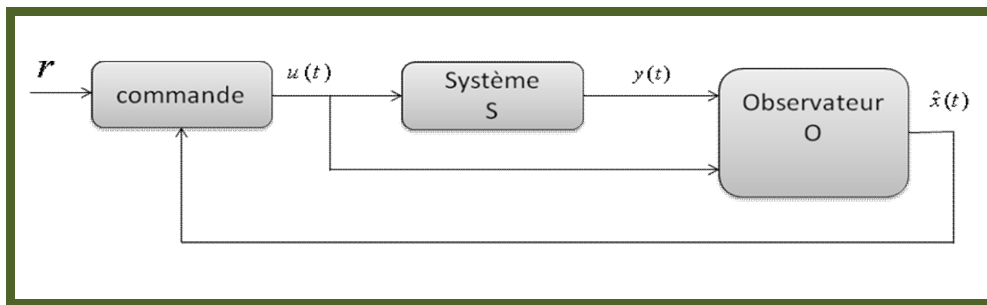 r
commande
u(t)
Système
S
y(t)
Observateur
O
x̂(t)